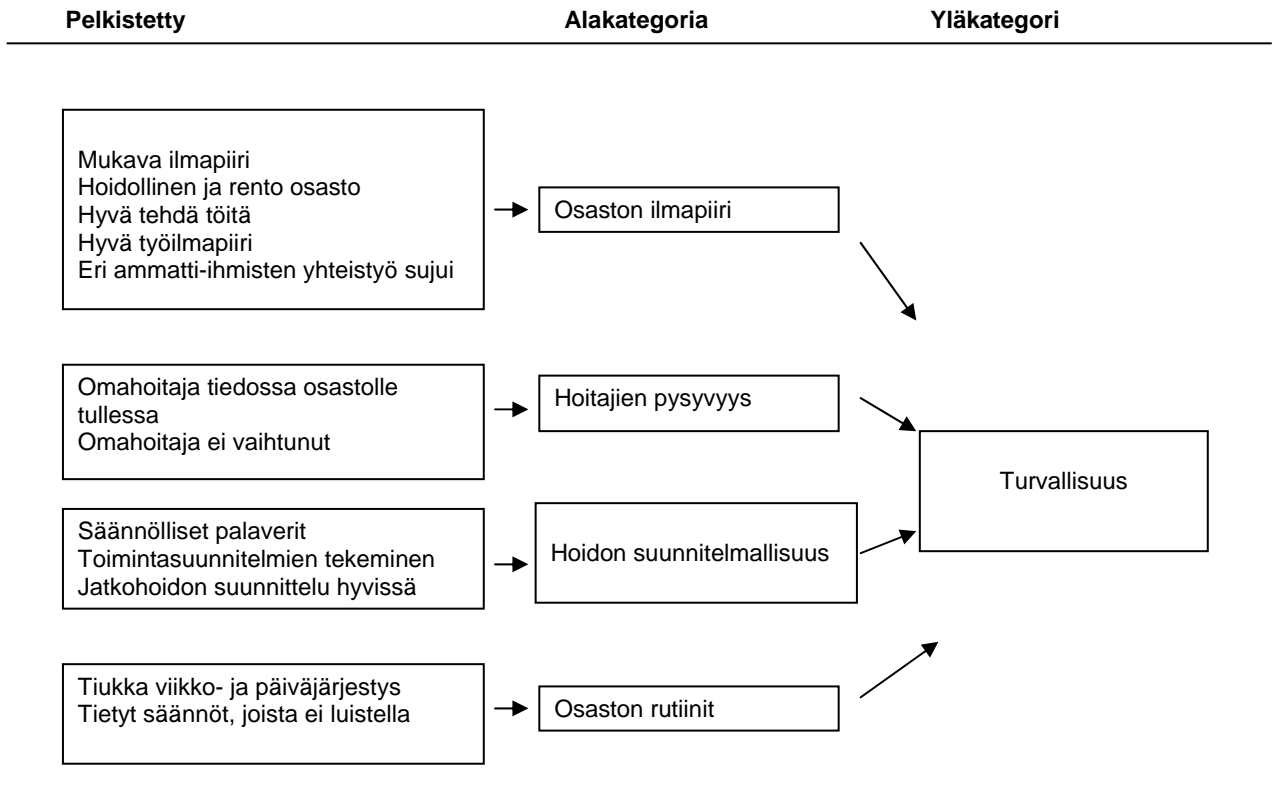 Pelkistetty Alakategoria Yläkategori
Mukava ilmapiiri
Hoidollinen ja rento osasto
Hyvä tehdä töitä
Hyvä työilmapiiri
Eri ammatti-ihmisten yhteistyö sujui
Osaston ilmapiiri
Omahoitaja tiedossa osastolle
tullessa
Omahoitaja ei vaihtunut
Hoitajien pysyvyys
Säännölliset palaverit
Toimintasuunnitelmien tekeminen
Jatkohoidon suunnittelu hyvissä
Hoidon suunnitelmallisuus
Tiukka viikko- ja päiväjärjestys
Tietyt säännöt, joista ei luistella
Osaston rutiinit
Turvallisuus